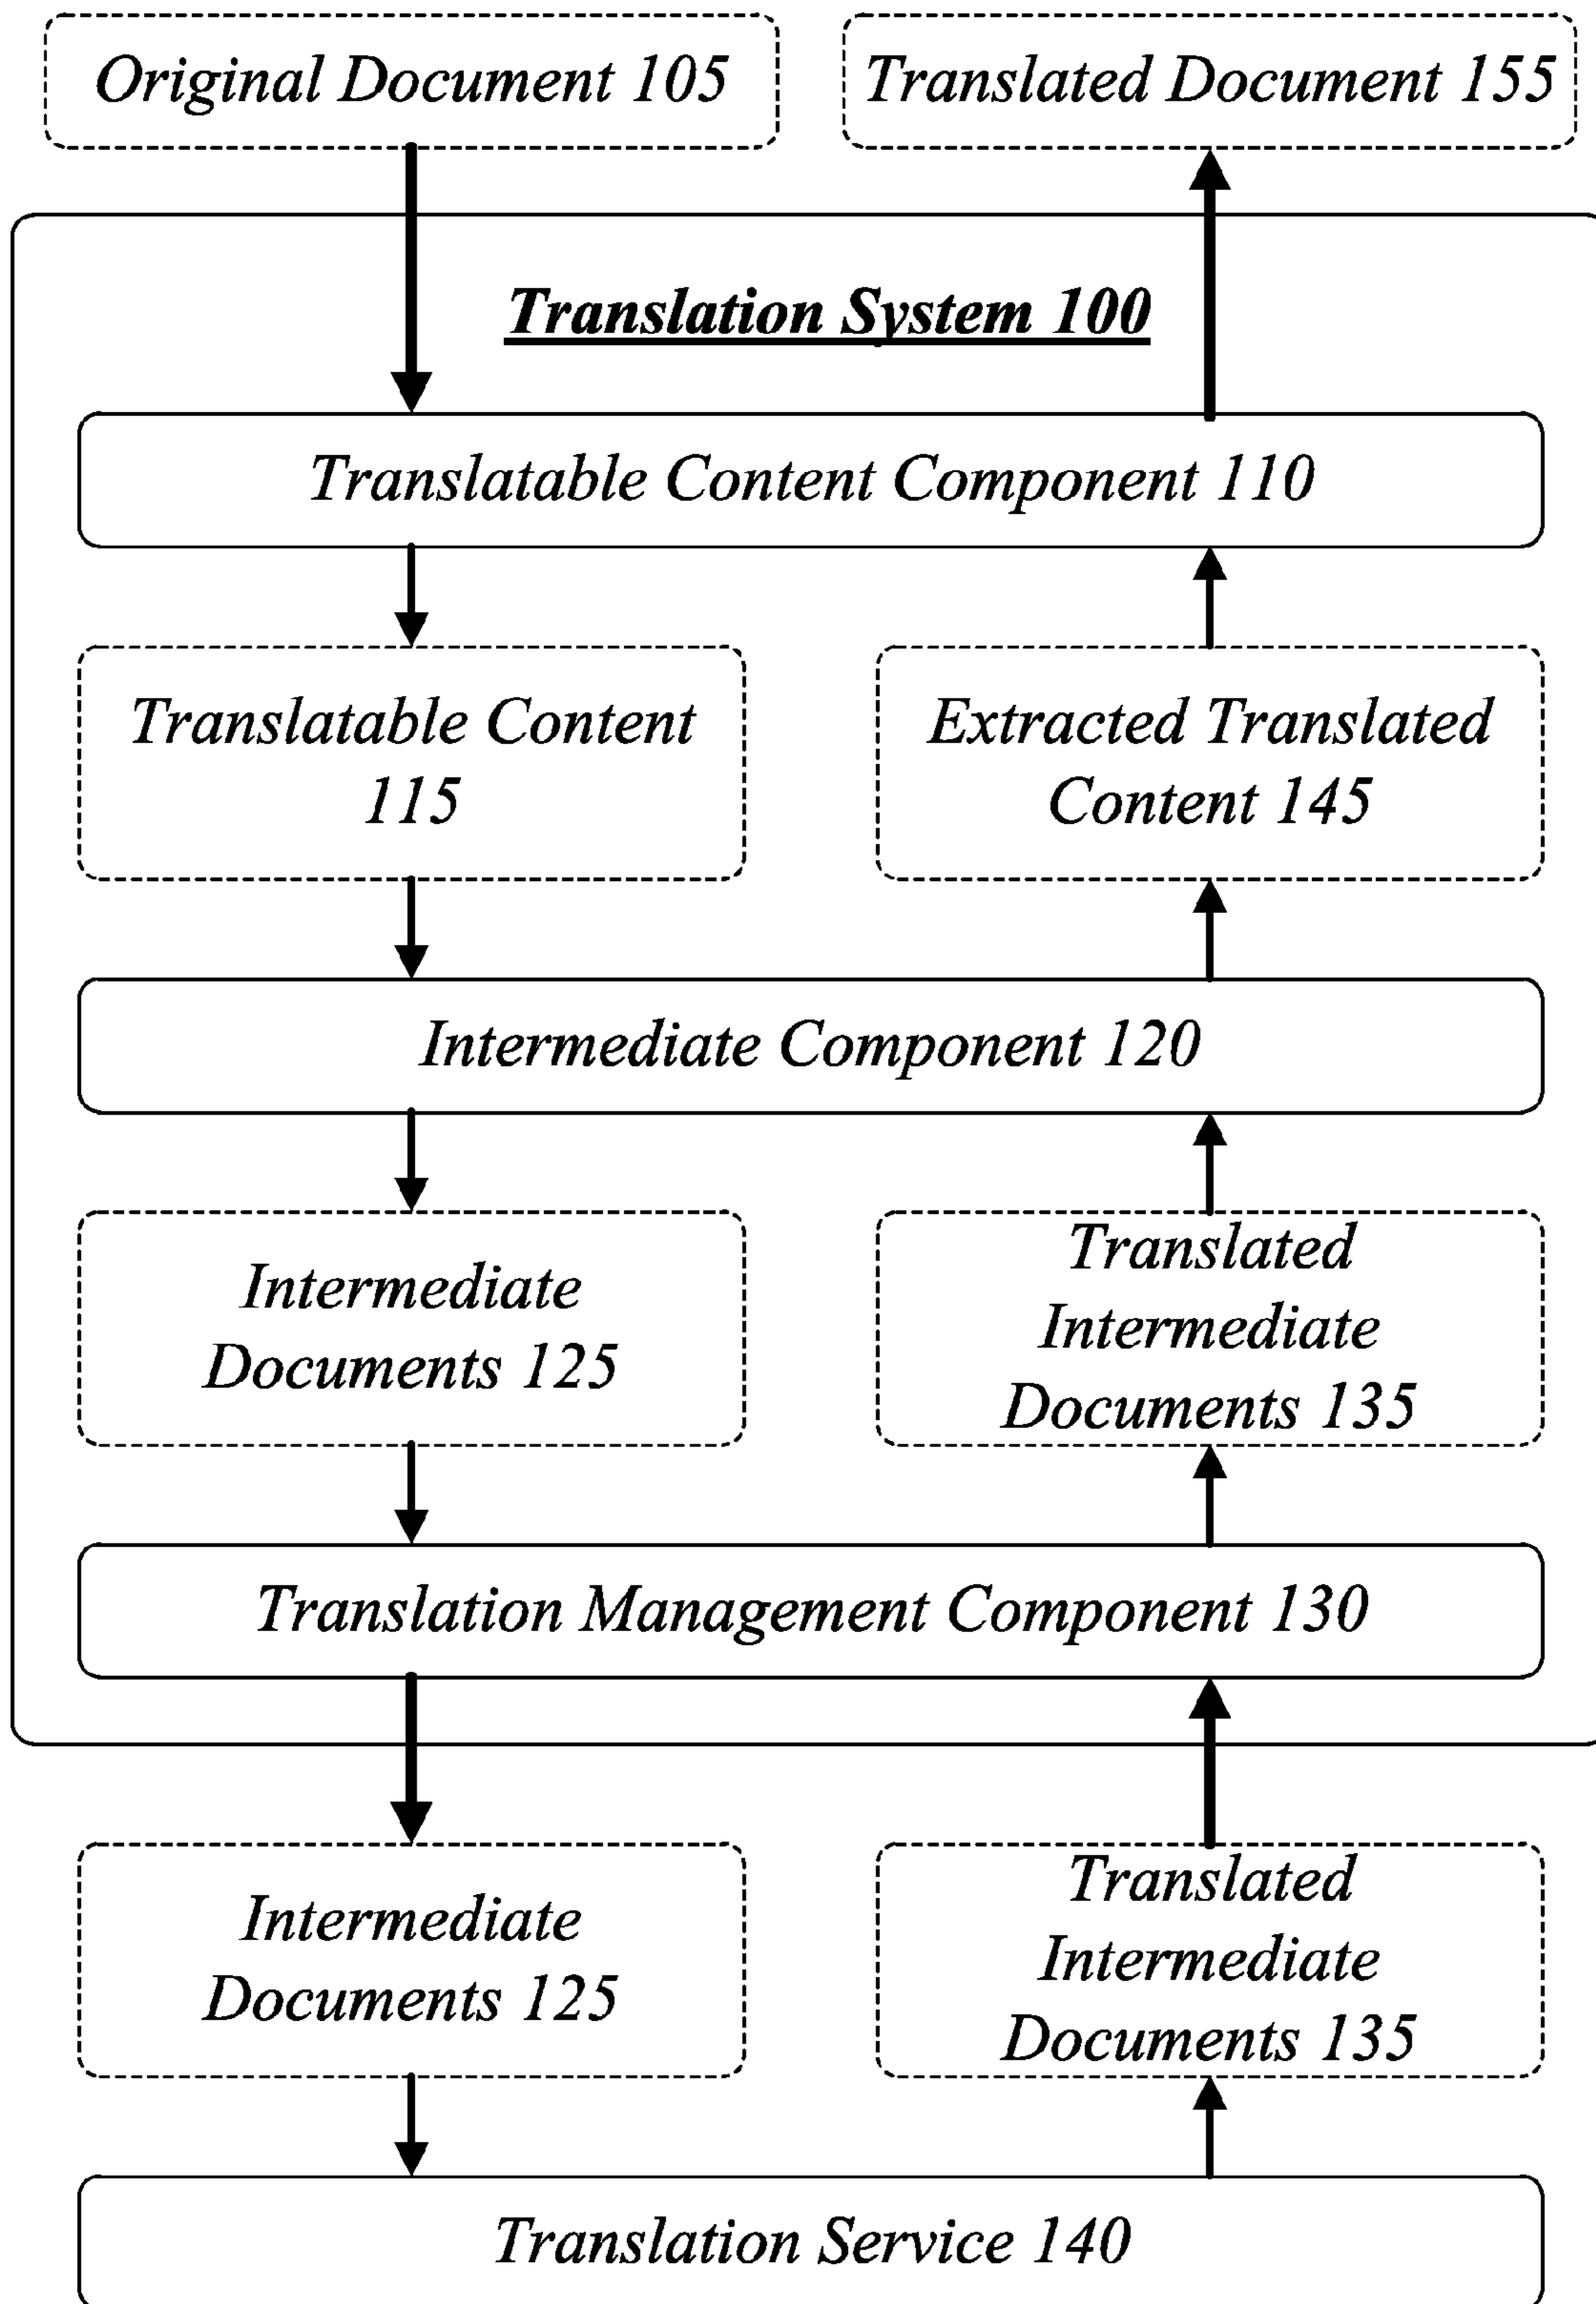 Original Document 105
Translated Document 155
Translation System 100
Translatable Content Component 110
Translatable Content
115
Extracted Translated
Content 145
Intermediate Component 120
Intermediate
Documents 125
Translated
Intermediate
Documents 135
Translation Management Component 130
Intermediate
Documents 125
Translated
Intermediate
Documents 135
Translation Service 140